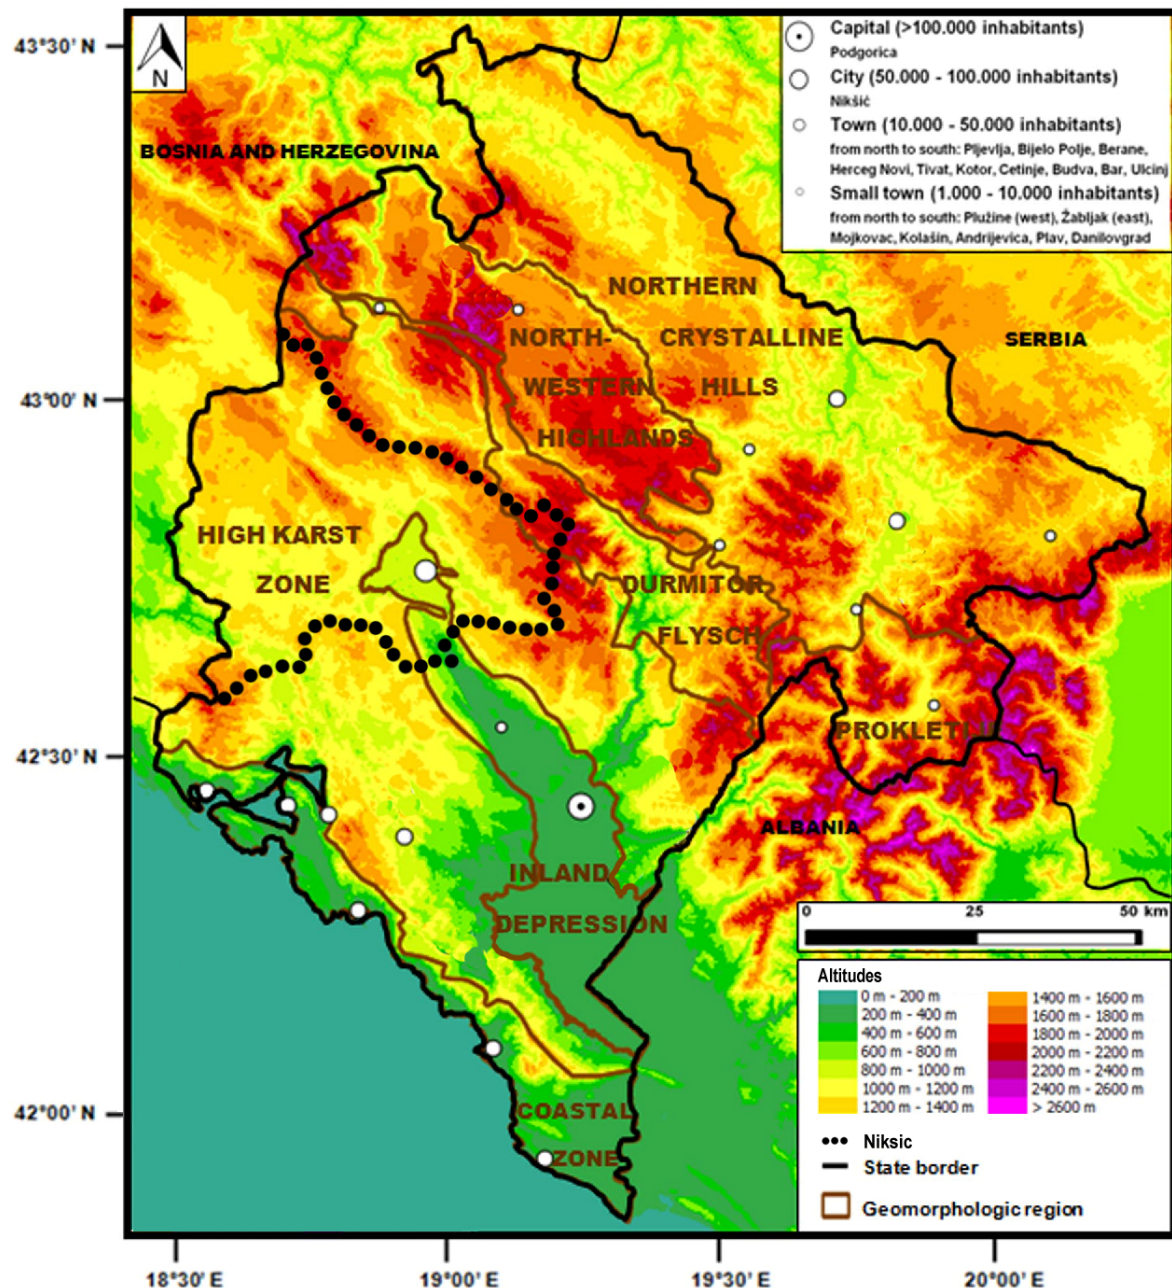 43°30' N
43°00' N
42°30' N
42°00' N
18°30' E
19°00' E
19°30' E
20°00' E
N
Capital (>100.000 inhabitants)
Podgorica
City (50.000 - 100.000 inhabitants)
Nikšić
Town (10.000 - 50.000 inhabitants)
from north to south: Pljevlja, Bijelo Polje, Berane,
Herceg Novi, Tivat, Kotor, Cetinje, Budva, Bar, Ulcinj
Small town (1.000 - 10.000 inhabitants)
from north to south: Plužine (west), Žabljak (east),
Mojkovac, Kolašin, Andrijevica, Plav, Danilovgrad
BOSNIA AND HERZEGOVINA
SERBIA
ALBANIA
NORTHERN
CRYSTALLINE
HILLS
NORTH-
WESTERN
HIGHLANDS
HIGH KARST
ZONE
DURMITOR
FLYSCH
PROKLETIJE
INLAND
DEPRESSION
COASTAL
ZONE
0 25 50 km
Altitudes
0 m - 200 m
200 m - 400 m
400 m - 600 m
600 m - 800 m
800 m - 1000 m
1000 m - 1200 m
1200 m - 1400 m
1400 m - 1600 m
1600 m - 1800 m
1800 m - 2000 m
2000 m - 2200 m
2200 m - 2400 m
2400 m - 2600 m
> 2600 m
Niksic
State border
Geomorphologic region